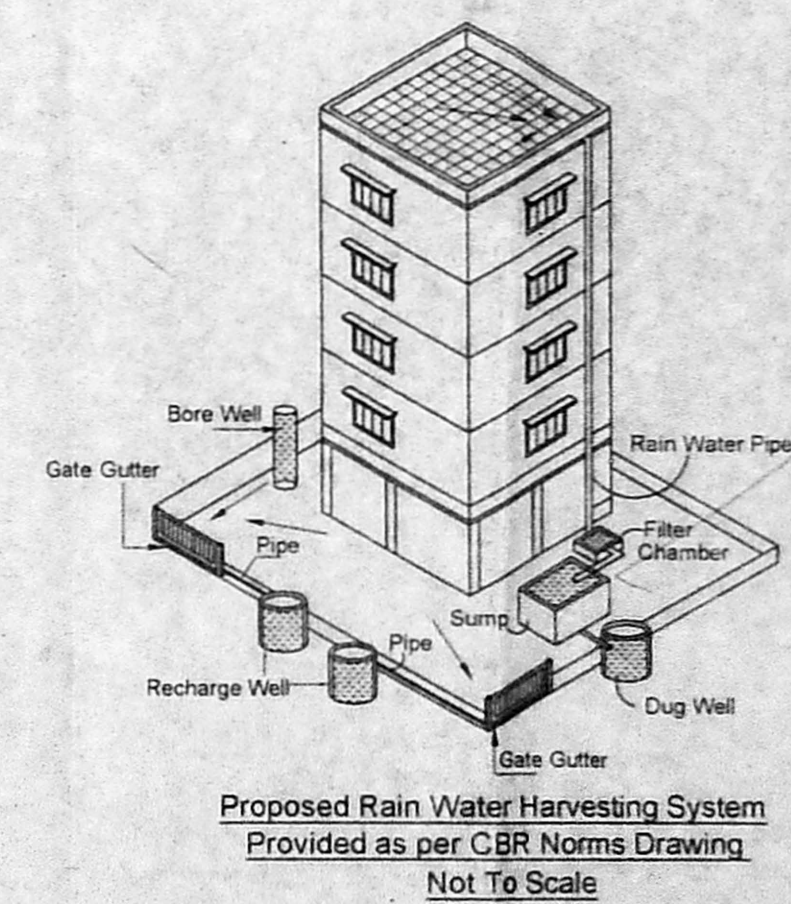 Bore Well
Rain Water Pipe
Gate Gutter
Filter
Chamber
Pipe
Sump
Pipe
Recharge Well
Dug Well
Gate Gutter
Proposed Rain Water Harvesting System
Provided as per CBR Norms Drawing
Not To Scale